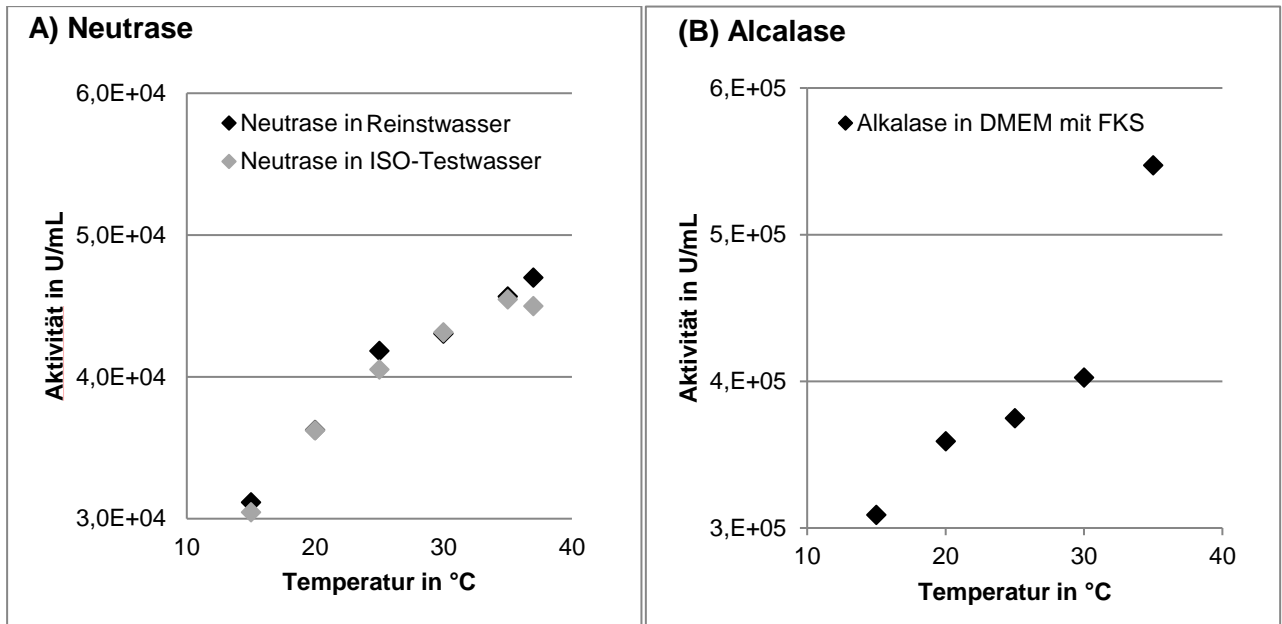 A) Neutrase
6,0E+04
5,0E+04
4,0E+04
3,0E+04
Aktivität in U/mL
Neutrase in Reinstwasser
Neutrase in ISO-Testwasser
10 20 30 40
Temperatur in °C
(B) Alcalase
6,E+05
5,E+05
4,E+05
3,E+05
Aktivität in U/mL
Alkalase in DMEM mit FKS
10 20 30 40
Temperatur in °C